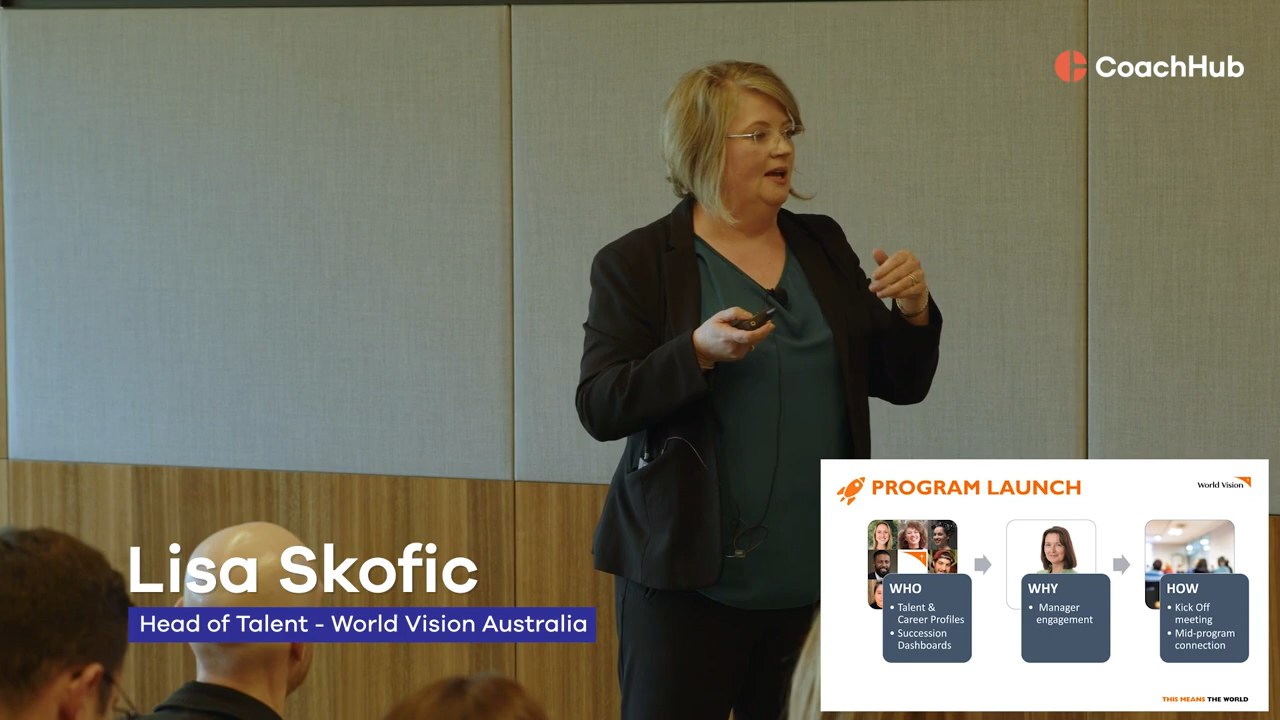 CoachHub
Lisa Skofic
Head of Talent - World Vision Australia
PROGRAM LAUNCH
World Vision
WHO
• Talent &
Career Profiles
• Succession
Dashboards
WHY
• Manager
engagement
HOW
• Kick Off
meeting
• Mid-program
connection
THIS MEANS THE WORLD